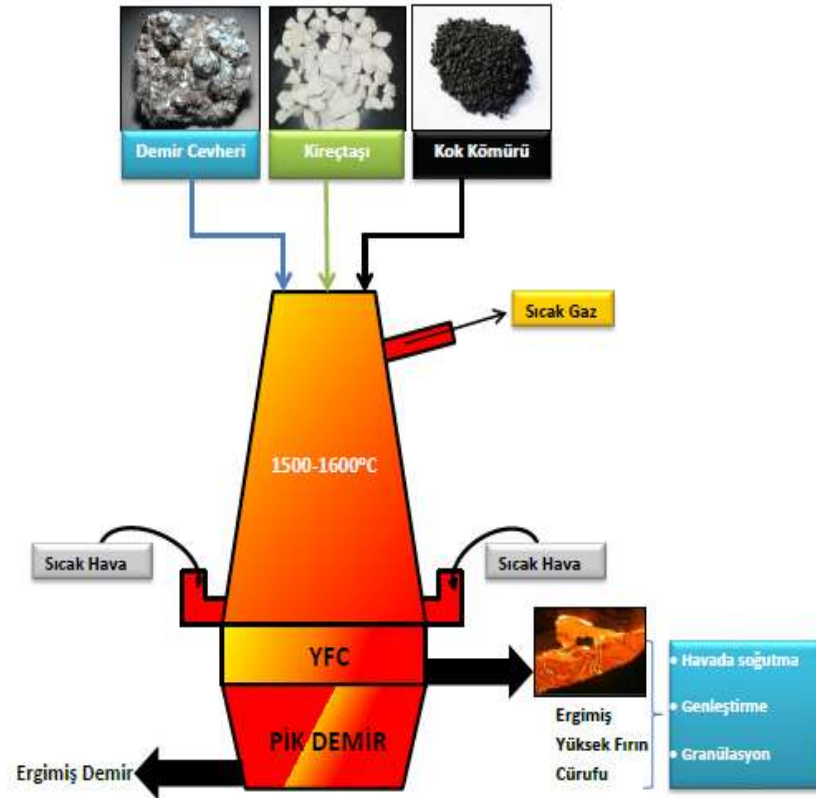 Demir Cevheri
Kireçtaşı
Kok Kömürü
Sıcak Gaz
1500-1600ºC
Sıcak Hava
Sıcak Hava
YFC
PİK DEMİR
Ergimiş Demir
Ergimiş
Yüksek Fırın
Cürufu
• Havada soğutma
• Genleştirme
• Granülasyon